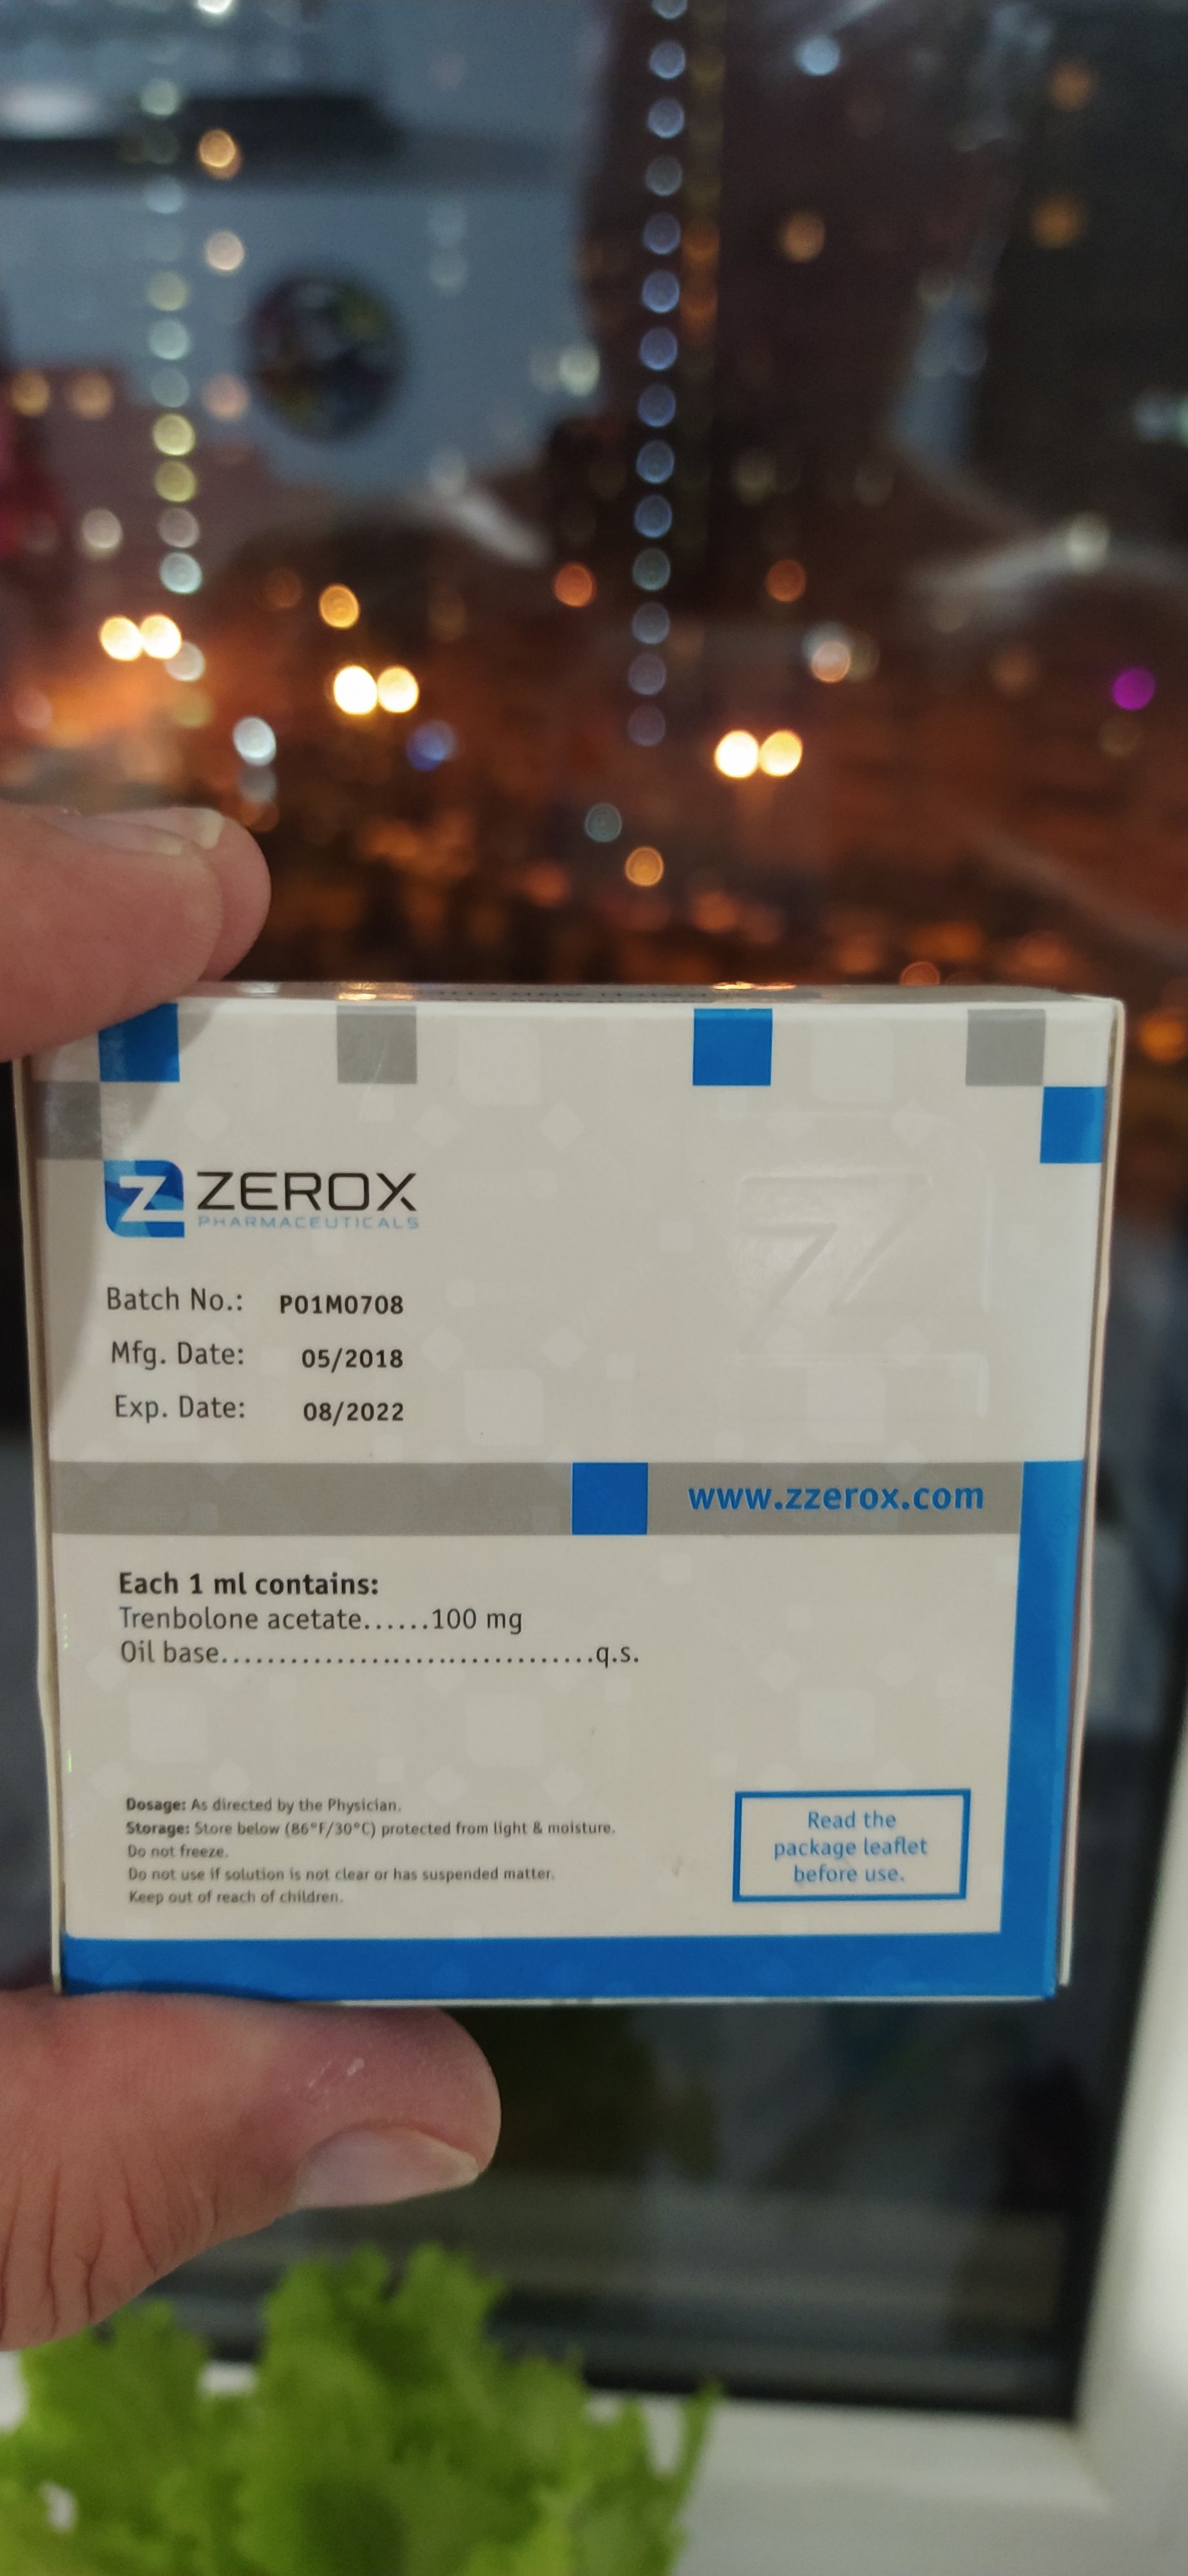 ZEROX
PHARMACEUTICALS
Batch No.: P01M0708
Mfg. Date: 05/2018
Exp. Date: 08/2022
www.zzerox.com
Each 1 ml contains:
Trenbolone acetate......100 mg
Oil base................................q.s.
Dosage: As directed by the Physician.
Storage: Store below (86°F/30°C) protected from light & moisture.
Do not freeze.
Do not use if solution is not clear or has suspended matter.
Keep out of reach of children.
Read the
package leaflet
before use.